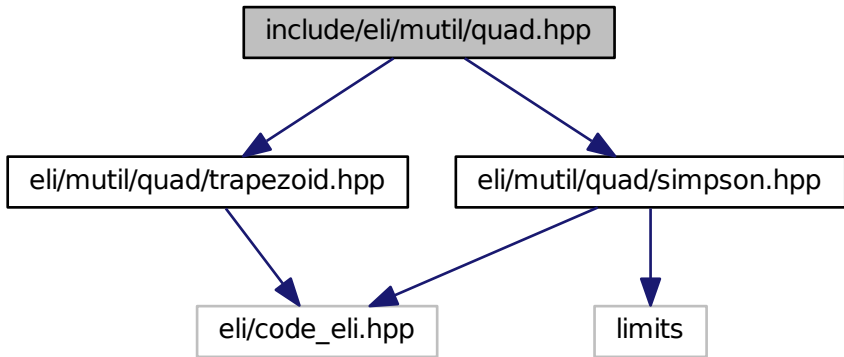 include/eli/mutil/quad.hpp
eli/mutil/quad/trapezoid.hpp
eli/mutil/quad/simpson.hpp
eli/code_eli.hpp
limits